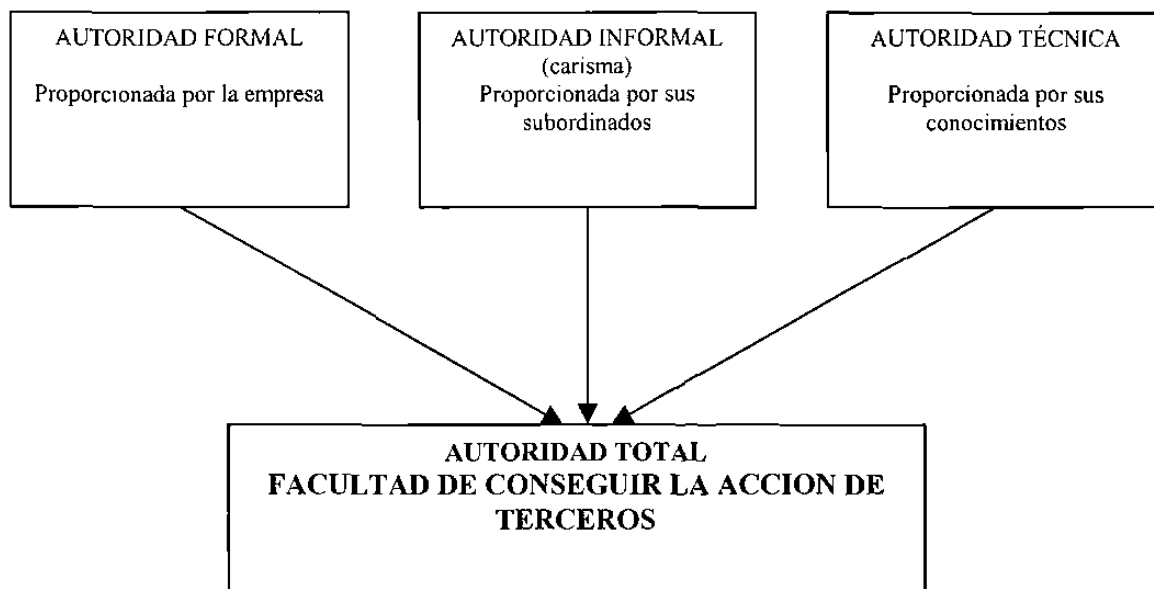 AUTORIDAD FORMAL
Proporcionada por la empresa
AUTORIDAD INFORMAL
(carisma)
Proporcionada por sus
subordinados
AUTORIDAD TÉCNICA
Proporcionada por sus
conocimientos
AUTORIDAD TOTAL
FACULTAD DE CONSEGUIR LA ACCION DE
TERCEROS